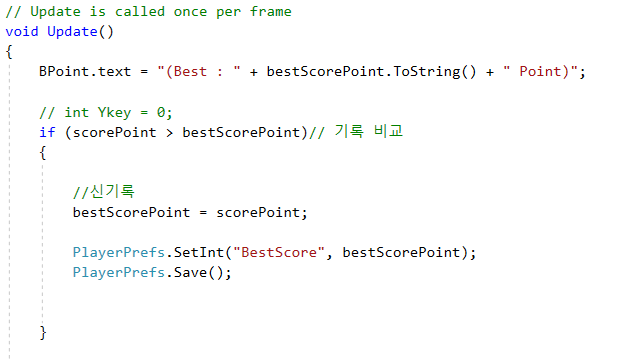 // Update is called once per frame
void Update()
{
BPoint.text = "(Best : " + bestScorePoint.ToString() + " Point)";
// int Ykey = 0;
if (scorePoint > bestScorePoint)// 기록 비교
{
//신기록
bestScorePoint = scorePoint;
PlayerPrefs.SetInt("BestScore", bestScorePoint);
PlayerPrefs.Save();
}